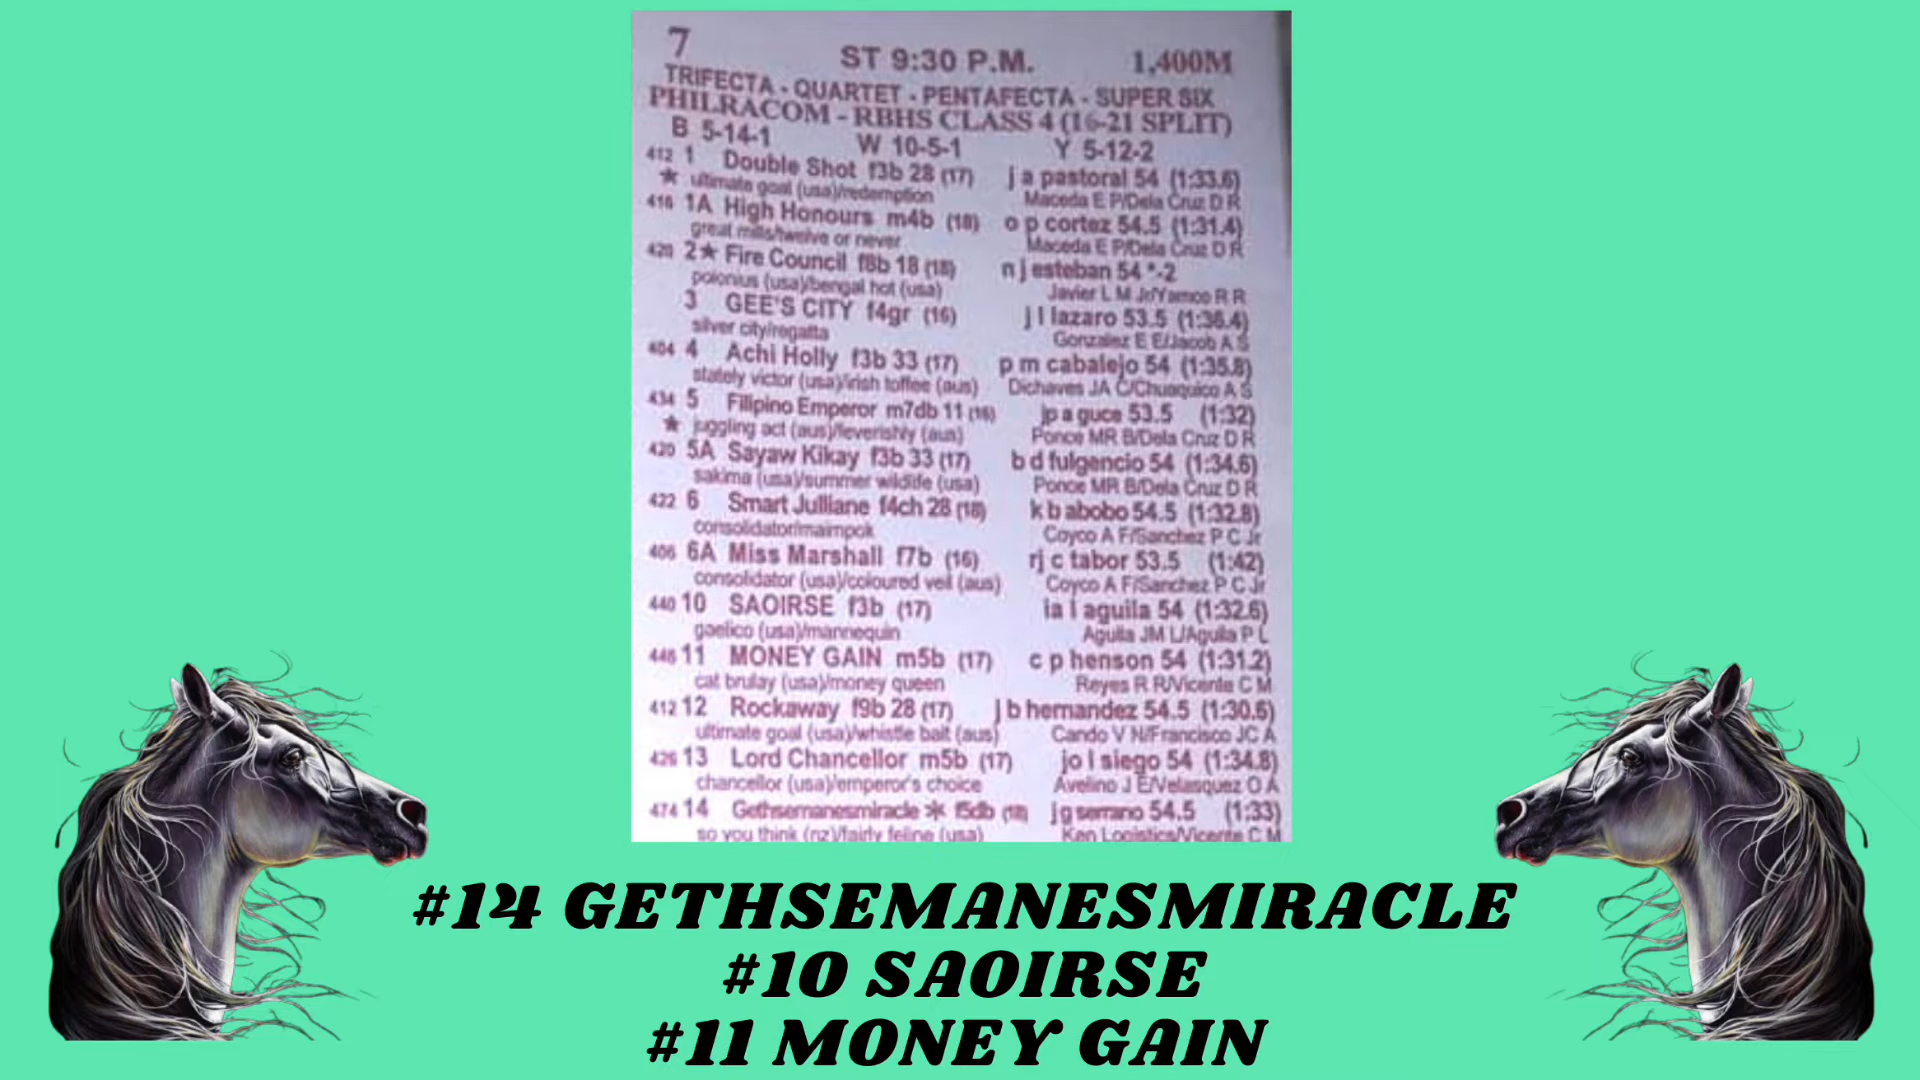 7
ST 9:30 P.M. 1,400M
TRIFECTA - QUARTET - PENTAFECTA - SUPER SIX
PHILRACOM - RBHS CLASS 4 (16-21 SPLIT)
B 5-14-1 W 10-5-1 Y 5-12-2
412 1 Double Shot f3b 28 (17) j a pastoral 54 (1:33.6)
★ ultimate goal (usa)/redemption Maceda E P/Dela Cruz D R
416 1A High Honours m4b (18) o p cortez 54.5 (1:31.4)
great mills/twelve or never Maceda E P/Dela Cruz D R
420 2★ Fire Council f8b 18 (18) n j esteban 54 *-2
polonius (usa)/bengal hot (usa) Javier L M Jr/Yamco R R
3 GEE'S CITY f4gr (16) j l lazaro 53.5 (1:36.4)
silver city/regatta Gonzalez E E/Jacob A S
404 4 Achi Holly f3b 33 (17) p m cabalejo 54 (1:35.8)
stately victor (usa)/irish toffee (aus) Dichaves JA C/Chuaquico A S
434 5 Filipino Emperor m7db 11 (16) jp a guce 53.5 (1:32)
★ juggling act (aus)/feverishly (aus) Ponce MR B/Dela Cruz D R
420 5A Sayaw Kikay f3b 33 (17) b d fulgencio 54 (1:34.6)
sakima (usa)/summer wildlife (usa) Ponce MR B/Dela Cruz D R
422 6 Smart Julliane f4ch 28 (18) k b abobo 54.5 (1:32.8)
consolidator/maimpok Coyco A F/Sanchez P C Jr
406 6A Miss Marshall f7b (16) rj c tabor 53.5 (1:42)
consolidator (usa)/coloured veil (aus) Coyco A F/Sanchez P C Jr
440 10 SAOIRSE f3b (17) ia l aguila 54 (1:32.6)
gaelico (usa)/mannequin Aguila JM L/Aguila P L
446 11 MONEY GAIN m5b (17) c p henson 54 (1:31.2)
cat brulay (usa)/money queen Reyes R R/Vicente C M
412 12 Rockaway f9b 28 (17) j b hernandez 54.5 (1:30.6)
ultimate goal (usa)/whistle bait (aus) Cando V N/Francisco JC A
426 13 Lord Chancellor m5b (17) jo l siego 54 (1:34.8)
chancellor (usa)/emperor's choice Avelino J E/Velasquez O A
474 14 Gethsemanesmiracle * f5db (18) j g serrano 54.5 (1:33)
so you think (nz)/fairly feline (usa) Ken Logistics/Vicente C M
#14 GETHSEMANESMIRACLE
#10 SAOIRSE
#11 MONEY GAIN